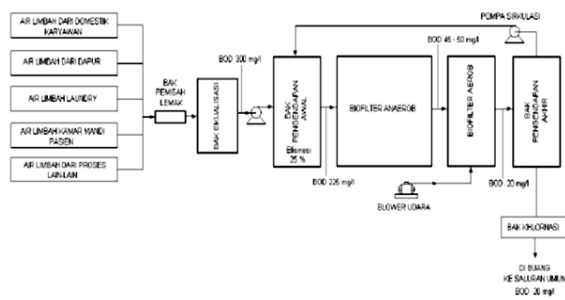 AIR LIMBAH DARI DOMESTIK
KARYAWAN
AIR LIMBAH DARI DAPUR
AIR LIMBAH LAUNDRY
AIR LIMBAH KAMAR MANDI
PASIEN
AIR LIMBAH DARI PROSES
LAIN-LAIN
BAK
PEMISAH
LEMAK
BAK EKUALISASI
BOD 300 mg/l
BAK
PENGENDAPAN
AWAL
Efisiensi
25 %
BOD 225 mg/l
BIOFILTER ANAEROB
BOD 45 - 50 mg/l
BIOFILTER AEROB
BLOWER UDARA
BOD 20 mg/l
POMPA SIRKULASI
BAK
PENGENDAPAN
AKHIR
BAK KHLORNASI
DI BUANG
KE SALURAN UMUM
BOD 20 mg/l